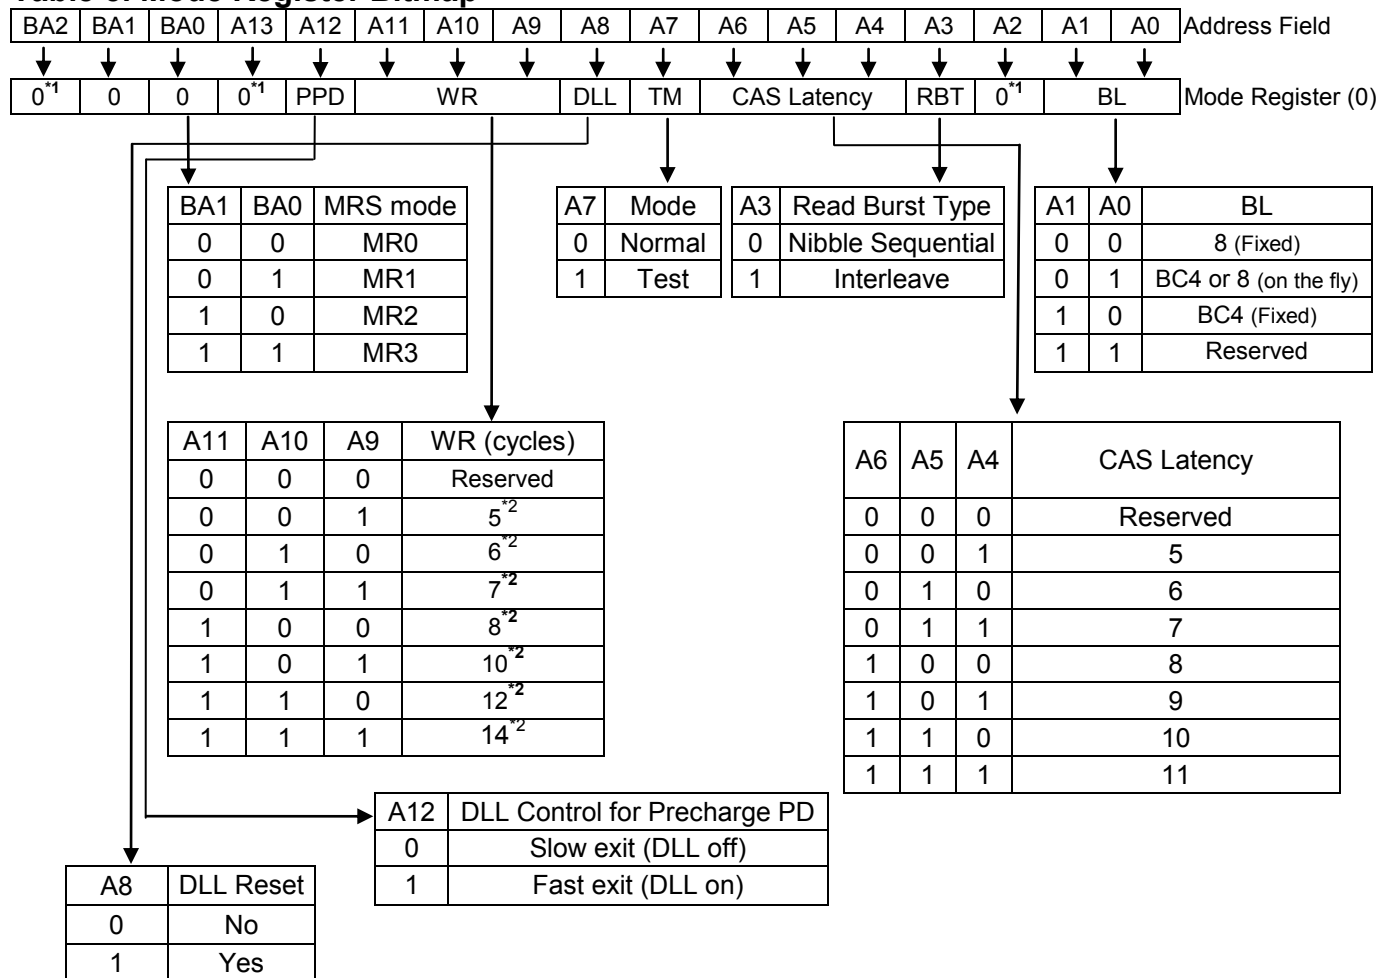 BA2 BA1 BA0 A13 A12 A11 A10 A9 A8 A7 A6 A5 A4 A3 A2 A1 A0 Address Field
0*1 0 0 0*1 PPD WR DLL TM CAS Latency RBT 0*1 BL Mode Register (0)
BA1 BA0 MRS mode
0 0 MR0
0 1 MR1
1 0 MR2
1 1 MR3
A7 Mode
0 Normal
1 Test
A3 Read Burst Type
0 Nibble Sequential
1 Interleave
A1 A0 BL
0 0 8 (Fixed)
0 1 BC4 or 8 (on the fly)
1 0 BC4 (Fixed)
1 1 Reserved
A11 A10 A9 WR (cycles)
0 0 0 Reserved
0 0 1 5*2
0 1 0 6*2
0 1 1 7*2
1 0 0 8*2
1 0 1 10*2
1 1 0 12*2
1 1 1 14*2
A6 A5 A4 CAS Latency
0 0 0 Reserved
0 0 1 5
0 1 0 6
0 1 1 7
1 0 0 8
1 0 1 9
1 1 0 10
1 1 1 11
A12 DLL Control for Precharge PD
0 Slow exit (DLL off)
1 Fast exit (DLL on)
A8 DLL Reset
0 No
1 Yes